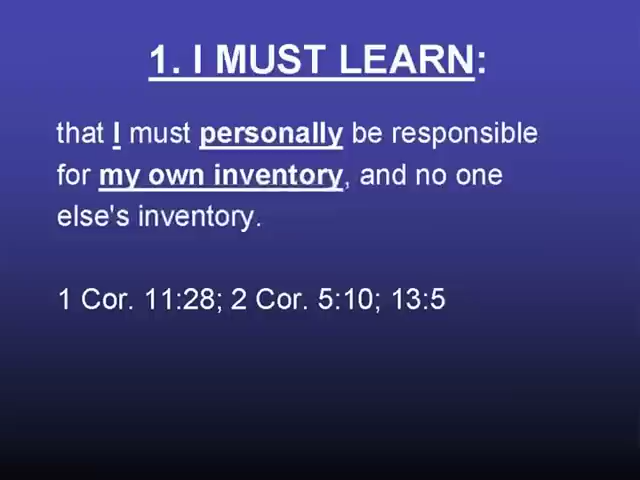 1. I MUST LEARN:
that I must personally be responsible
for my own inventory, and no one
else's inventory.
1 Cor. 11:28; 2 Cor. 5:10; 13:5